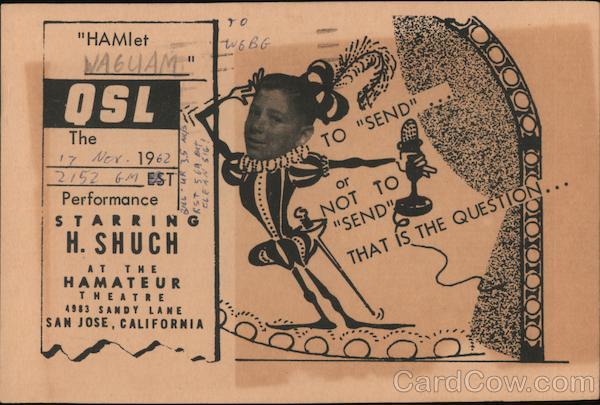 "HAMlet
WA6UAM "
QSL
The
17 Nov. 1962
2152 GMT EST
Performance
STARRING
H. SHUCH
AT THE
HAMATEUR
THEATRE
4983 SANDY LANE
SAN JOSE, CALIFORNIA
TO
W6BG
TO "SEND"....
or
NOT TO
"SEND"
THAT IS THE QUESTION...
CardCow.com